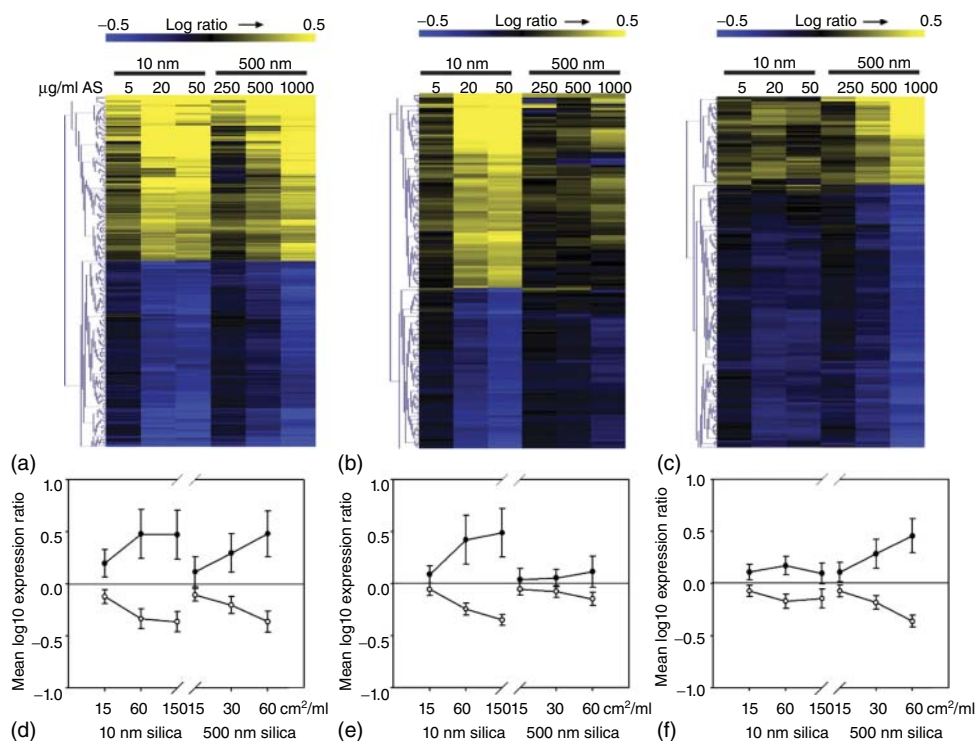 −0.5 Log ratio 0.5
10 nm 500 nm
μg/ml AS 5 20 50 250 500 1000
−0.5 Log ratio 0.5
10 nm 500 nm
5 20 50 250 500 1000
−0.5 Log ratio 0.5
10 nm 500 nm
5 20 50 250 500 1000
(a)
(b)
(c)
Mean log10 expression ratio
1.0
0.5
0.0
−0.5
−1.0
15 60 150 15 30 60 cm²/ml
(d) 10 nm silica 500 nm silica
Mean log10 expression ratio
1.0
0.5
0.0
−0.5
−1.0
15 60 150 15 30 60 cm²/ml
(e) 10 nm silica 500 nm silica
Mean log10 expression ratio
1.0
0.5
0.0
−0.5
−1.0
15 60 150 15 30 60 cm²/ml
(f) 10 nm silica 500 nm silica